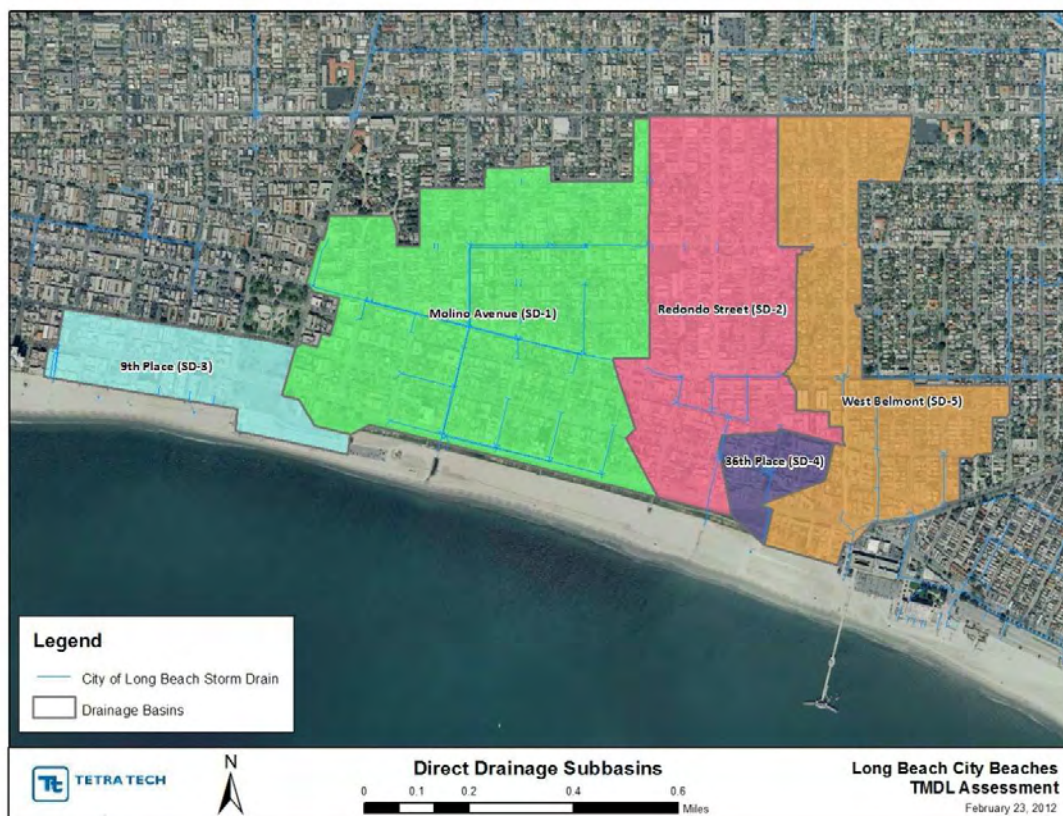 Molino Avenue (SD-1)
Redondo Street (SD-2)
9th Place (SD-3)
West Belmont (SD-5)
36th Place (SD-4)
Legend
City of Long Beach Storm Drain
Drainage Basins
Tt TETRA TECH
N
Direct Drainage Subbasins
0 0.1 0.2 0.4 0.6
Miles
Long Beach City Beaches
TMDL Assessment
February 23, 2012